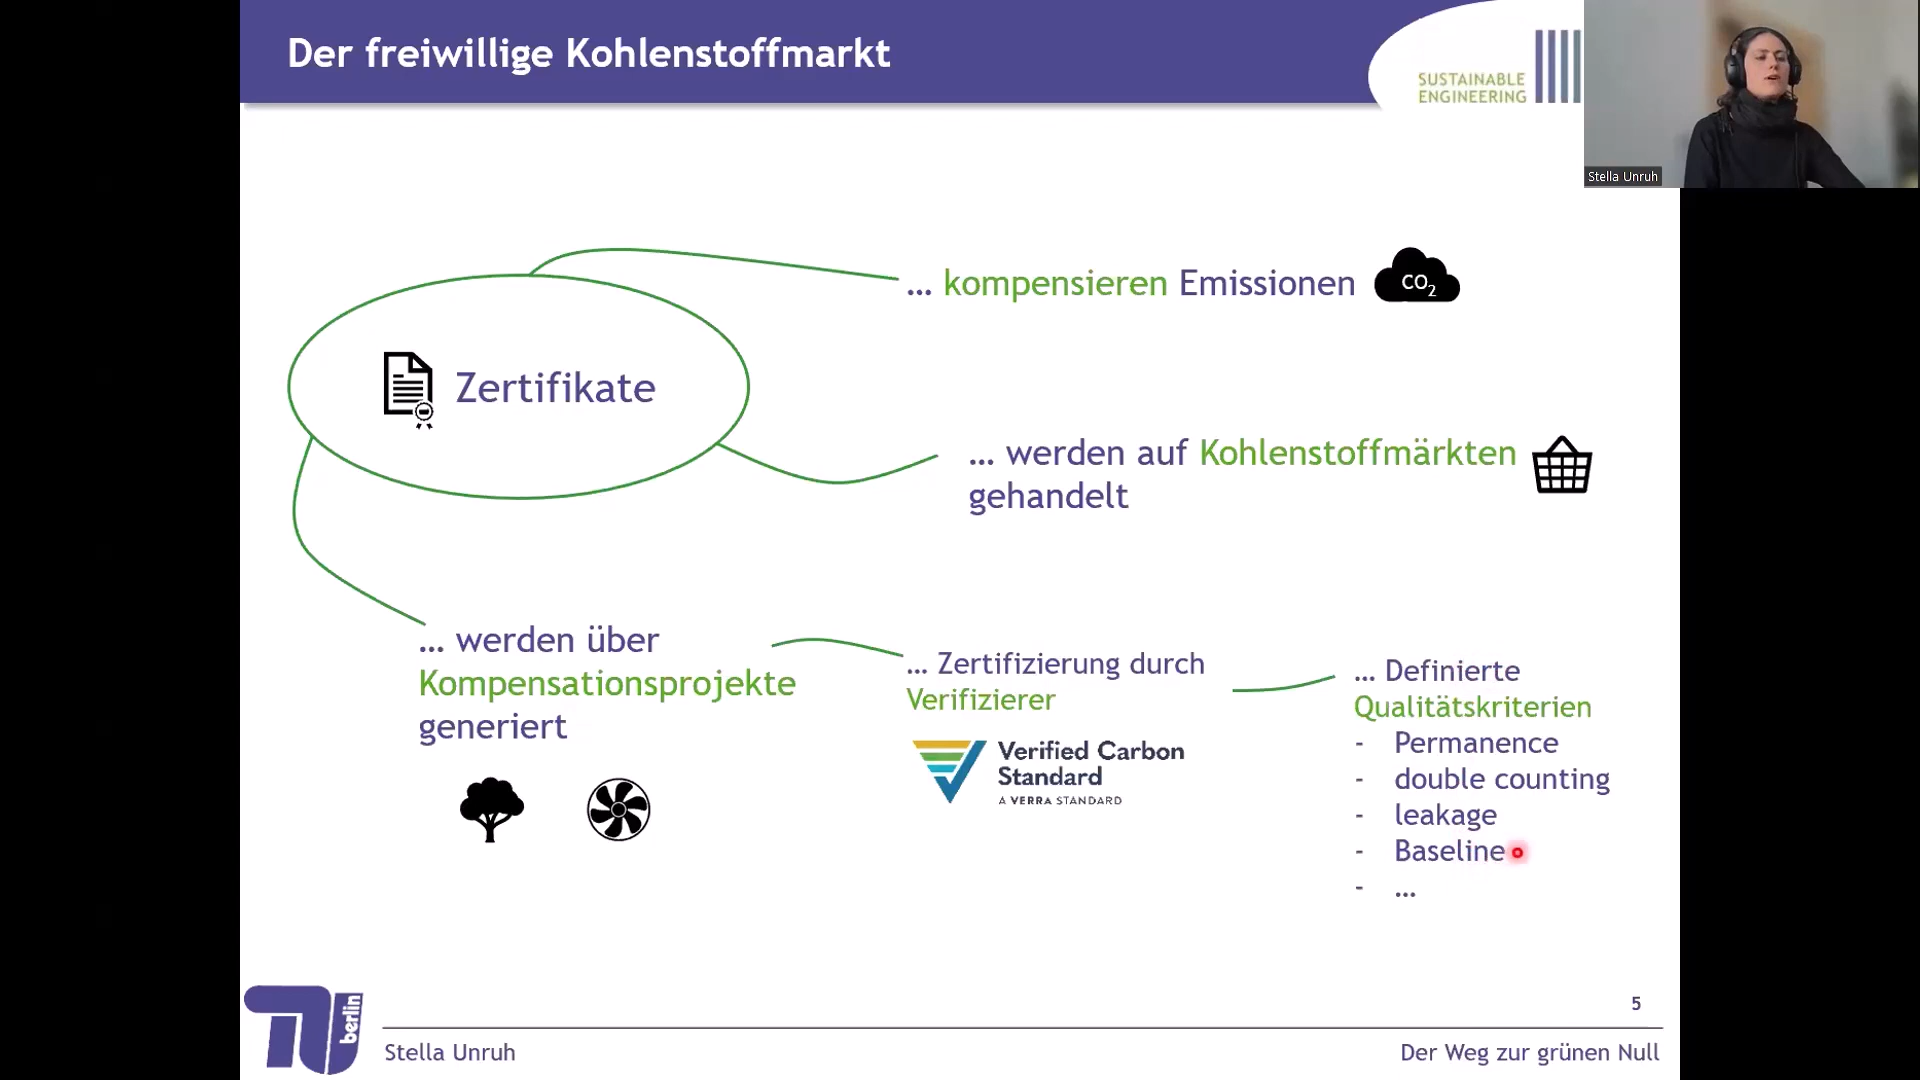 Der freiwillige Kohlenstoffmarkt
SUSTAINABLE
ENGINEERING
Stella Unruh
... kompensieren Emissionen
CO2
Zertifikate
... werden auf Kohlenstoffmärkten
gehandelt
... werden über
Kompensationsprojekte
generiert
... Zertifizierung durch
Verifizierer
Verified Carbon
Standard
A VERRA STANDARD
... Definierte
Qualitätskriterien
- Permanence
- double counting
- leakage
- Baseline
- ...
berlin
5
Stella Unruh
Der Weg zur grünen Null